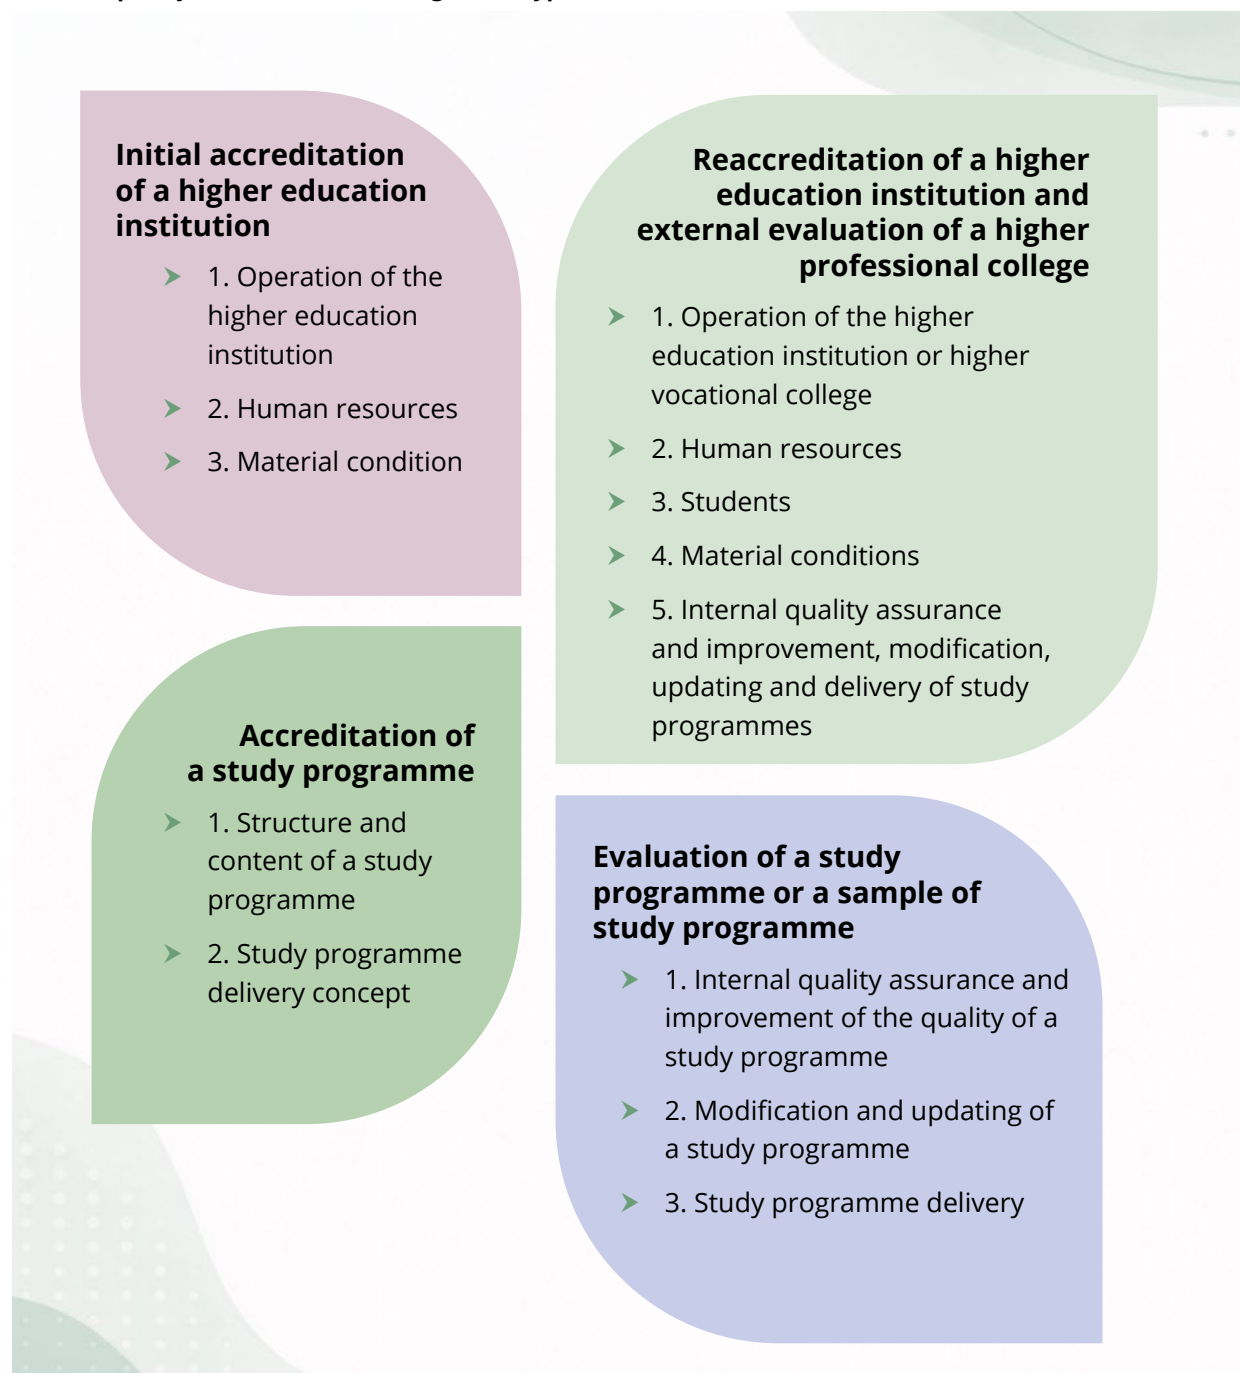 Initial accreditation
of a higher education
institution
➤ 1. Operation of the
higher education
institution
➤ 2. Human resources
➤ 3. Material condition
Reaccreditation of a higher
education institution and
external evaluation of a higher
professional college
➤ 1. Operation of the higher
education institution or higher
vocational college
➤ 2. Human resources
➤ 3. Students
➤ 4. Material conditions
➤ 5. Internal quality assurance
and improvement, modification,
updating and delivery of study
programmes
Accreditation of
a study programme
➤ 1. Structure and
content of a study
programme
➤ 2. Study programme
delivery concept
Evaluation of a study
programme or a sample of
study programme
➤ 1. Internal quality assurance and
improvement of the quality of a
study programme
➤ 2. Modification and updating of
a study programme
➤ 3. Study programme delivery